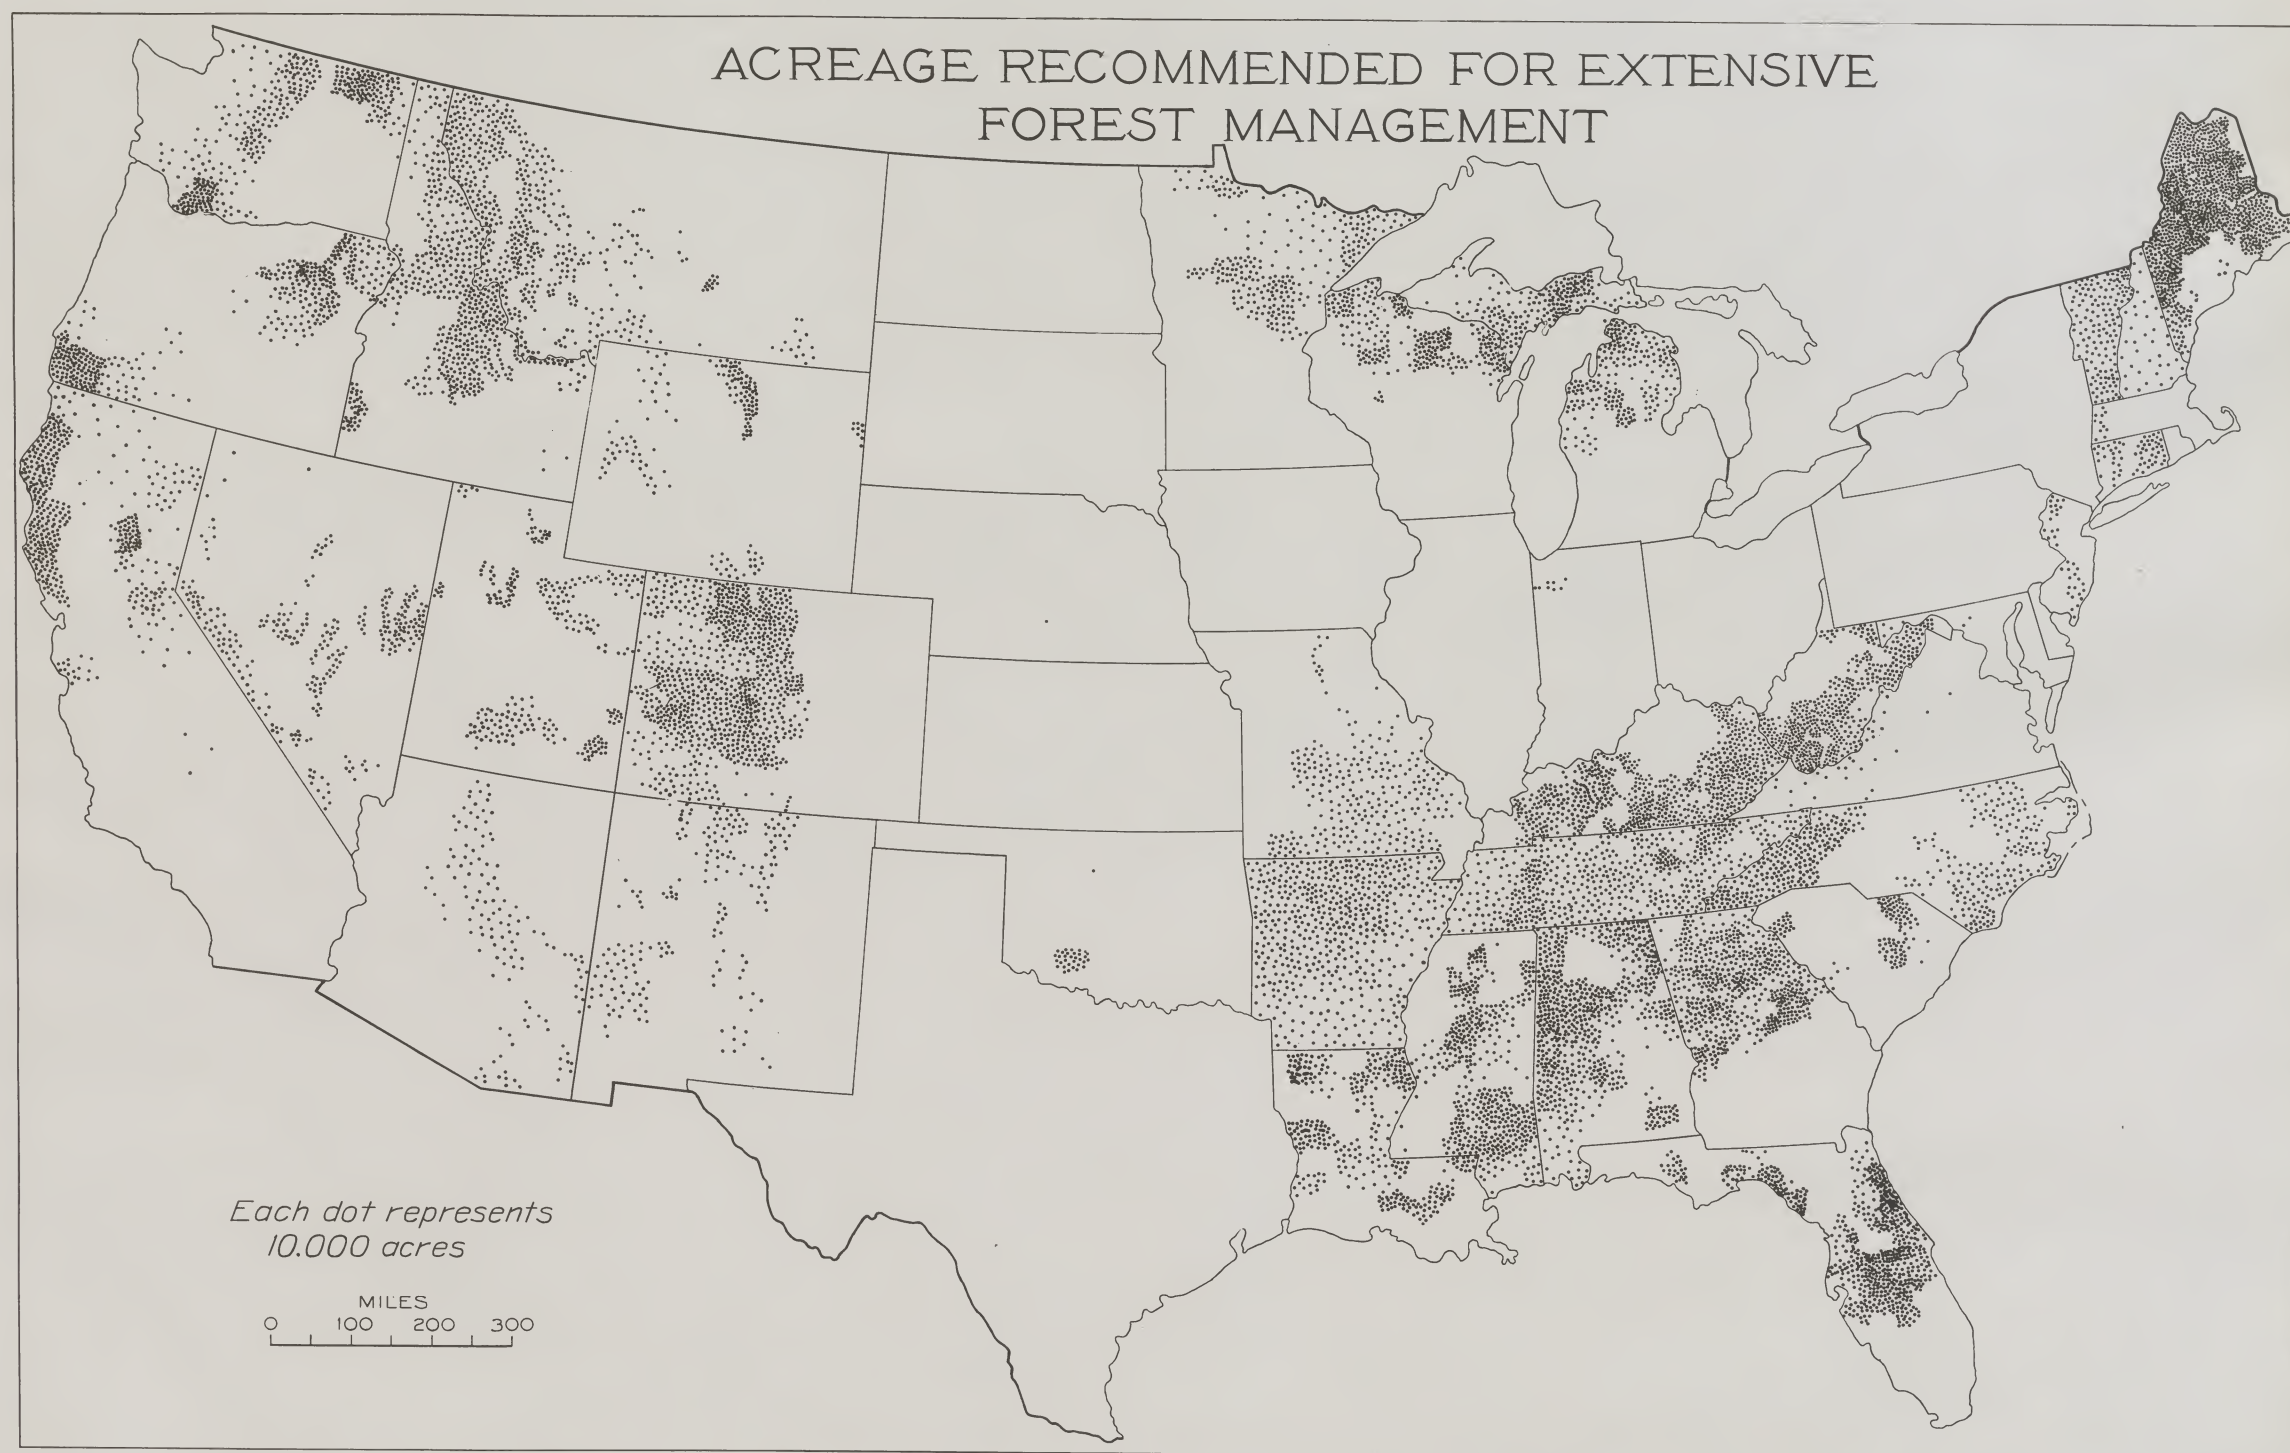 ACREAGE RECOMMENDED FOR EXTENSIVE
FOREST MANAGEMENT
Each dot represents
10.000 acres
MILES
0 100 200 300